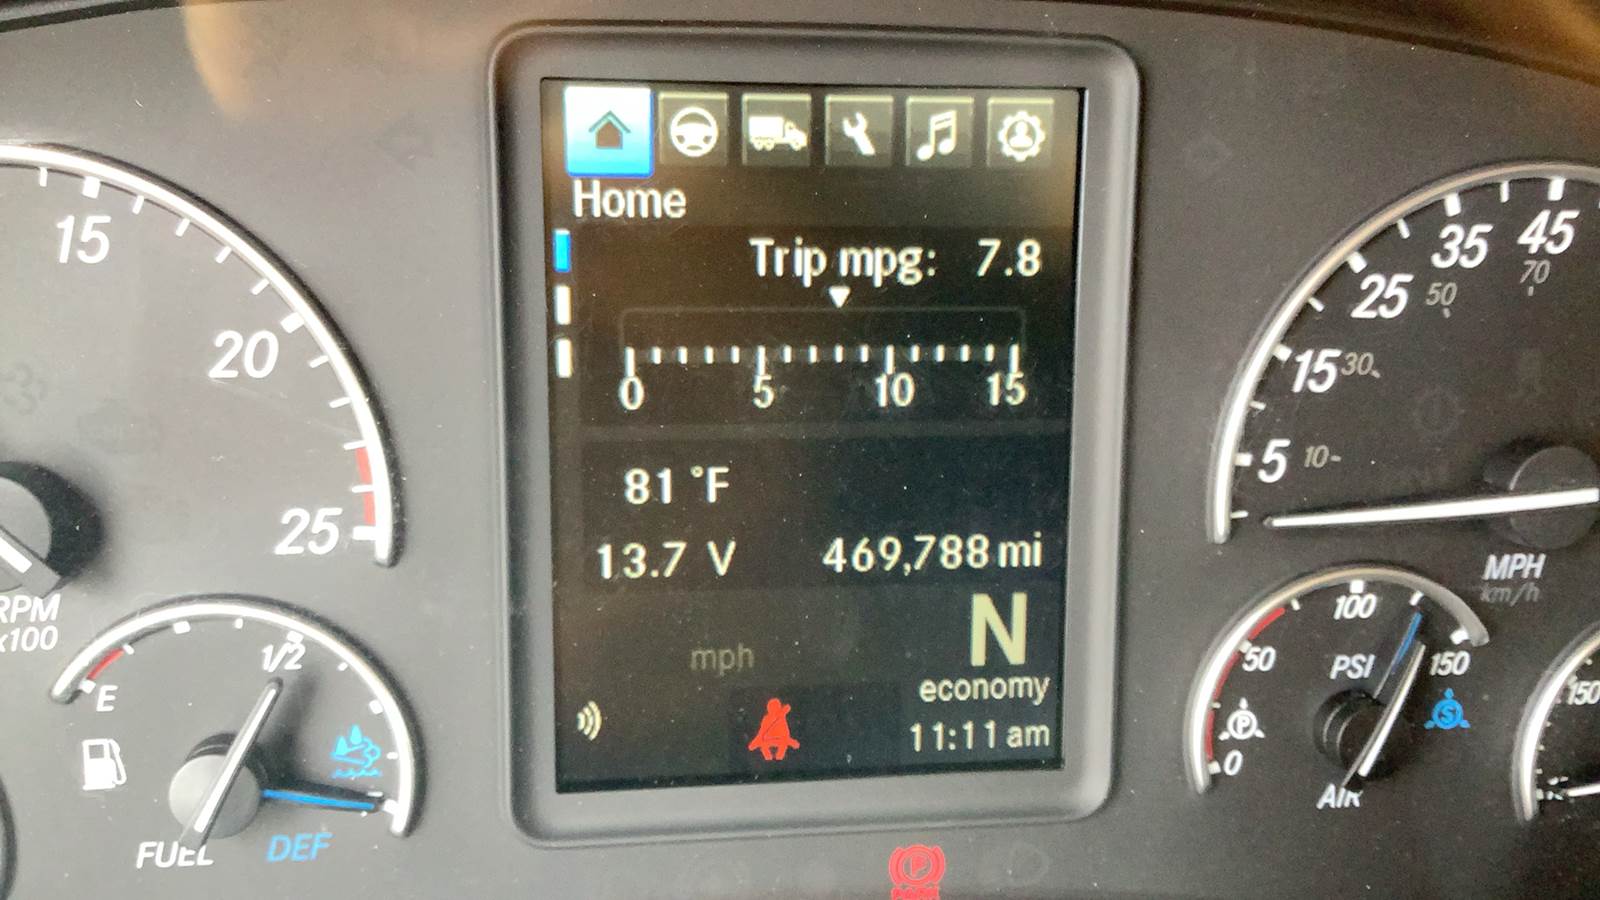 Home
Trip mpg: 7.8
0 5 10 15
81 °F
13.7 V 469,788 mi
N
mph
economy
11:11 am
15
20
25
RPM
x100
E
1/2
FUEL
DEF
5 15 25 35 45
10 30 50 70
MPH
km/h
0 50 100 150
PSI
P
S
AIR
150
P
PARK